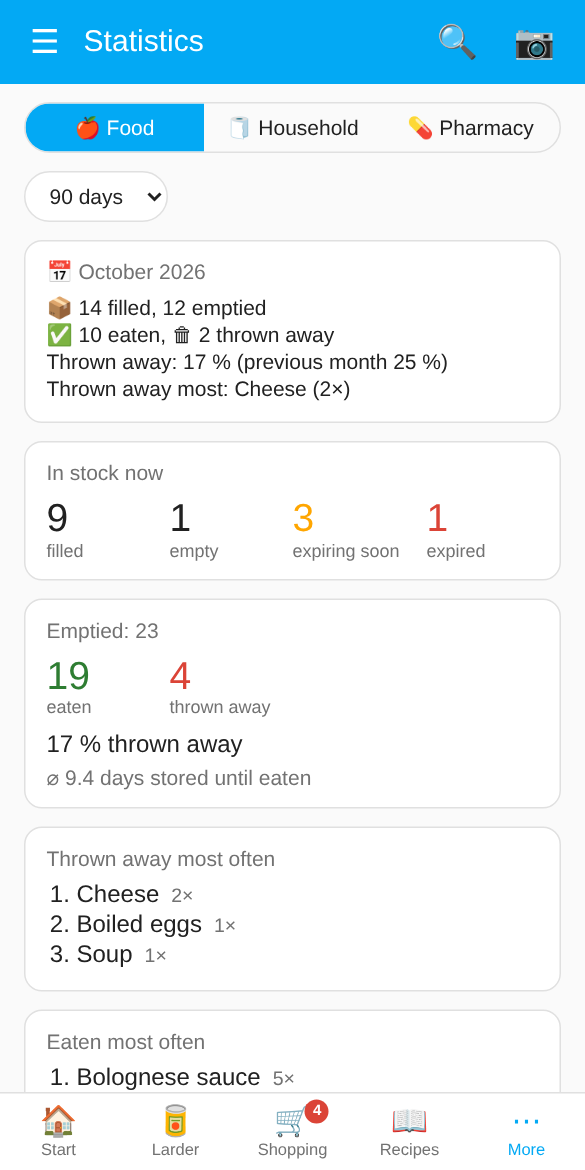 ☰ Statistics 🔍 📷
🍎 Food 🧻 Household 💊 Pharmacy
90 days
📅 October 2026
📦 14 filled, 12 emptied
✅ 10 eaten, 🗑 2 thrown away
Thrown away: 17 % (previous month 25 %)
Thrown away most: Cheese (2×)
In stock now
9 1 3 1
filled empty expiring soon expired
Emptied: 23
19 4
eaten thrown away
17 % thrown away
⌀ 9.4 days stored until eaten
Thrown away most often
1. Cheese 2×
2. Boiled eggs 1×
3. Soup 1×
Eaten most often
1. Bolognese sauce 5×
4
Start Larder Shopping Recipes More